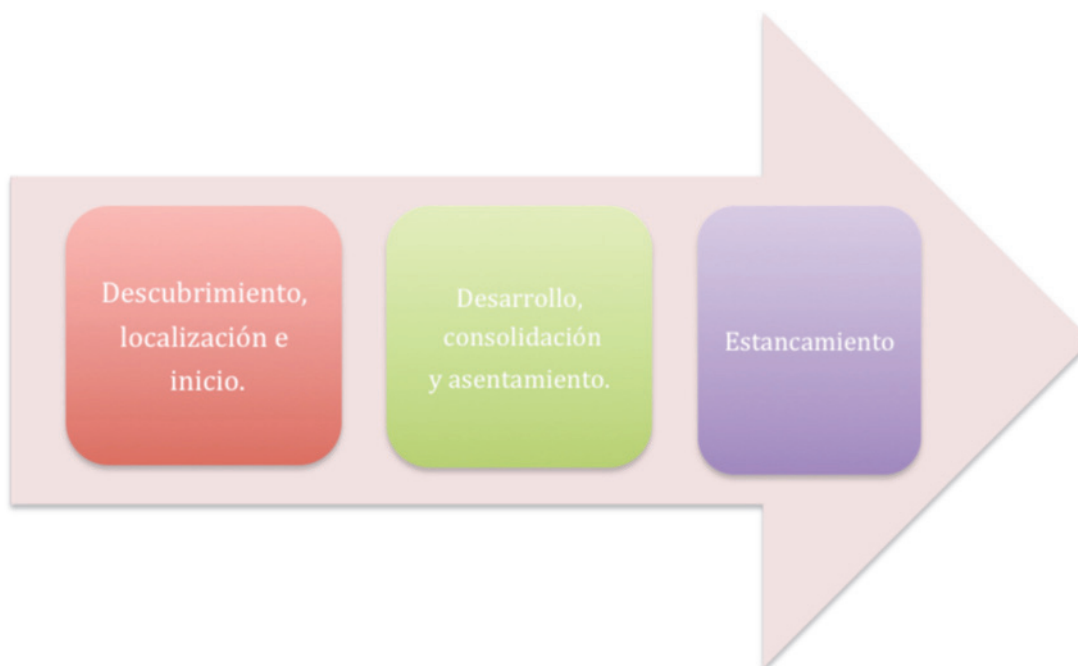 Descubrimiento,
localización e
inicio.
Desarrollo,
consolidación
y asentamiento.
Estancamiento